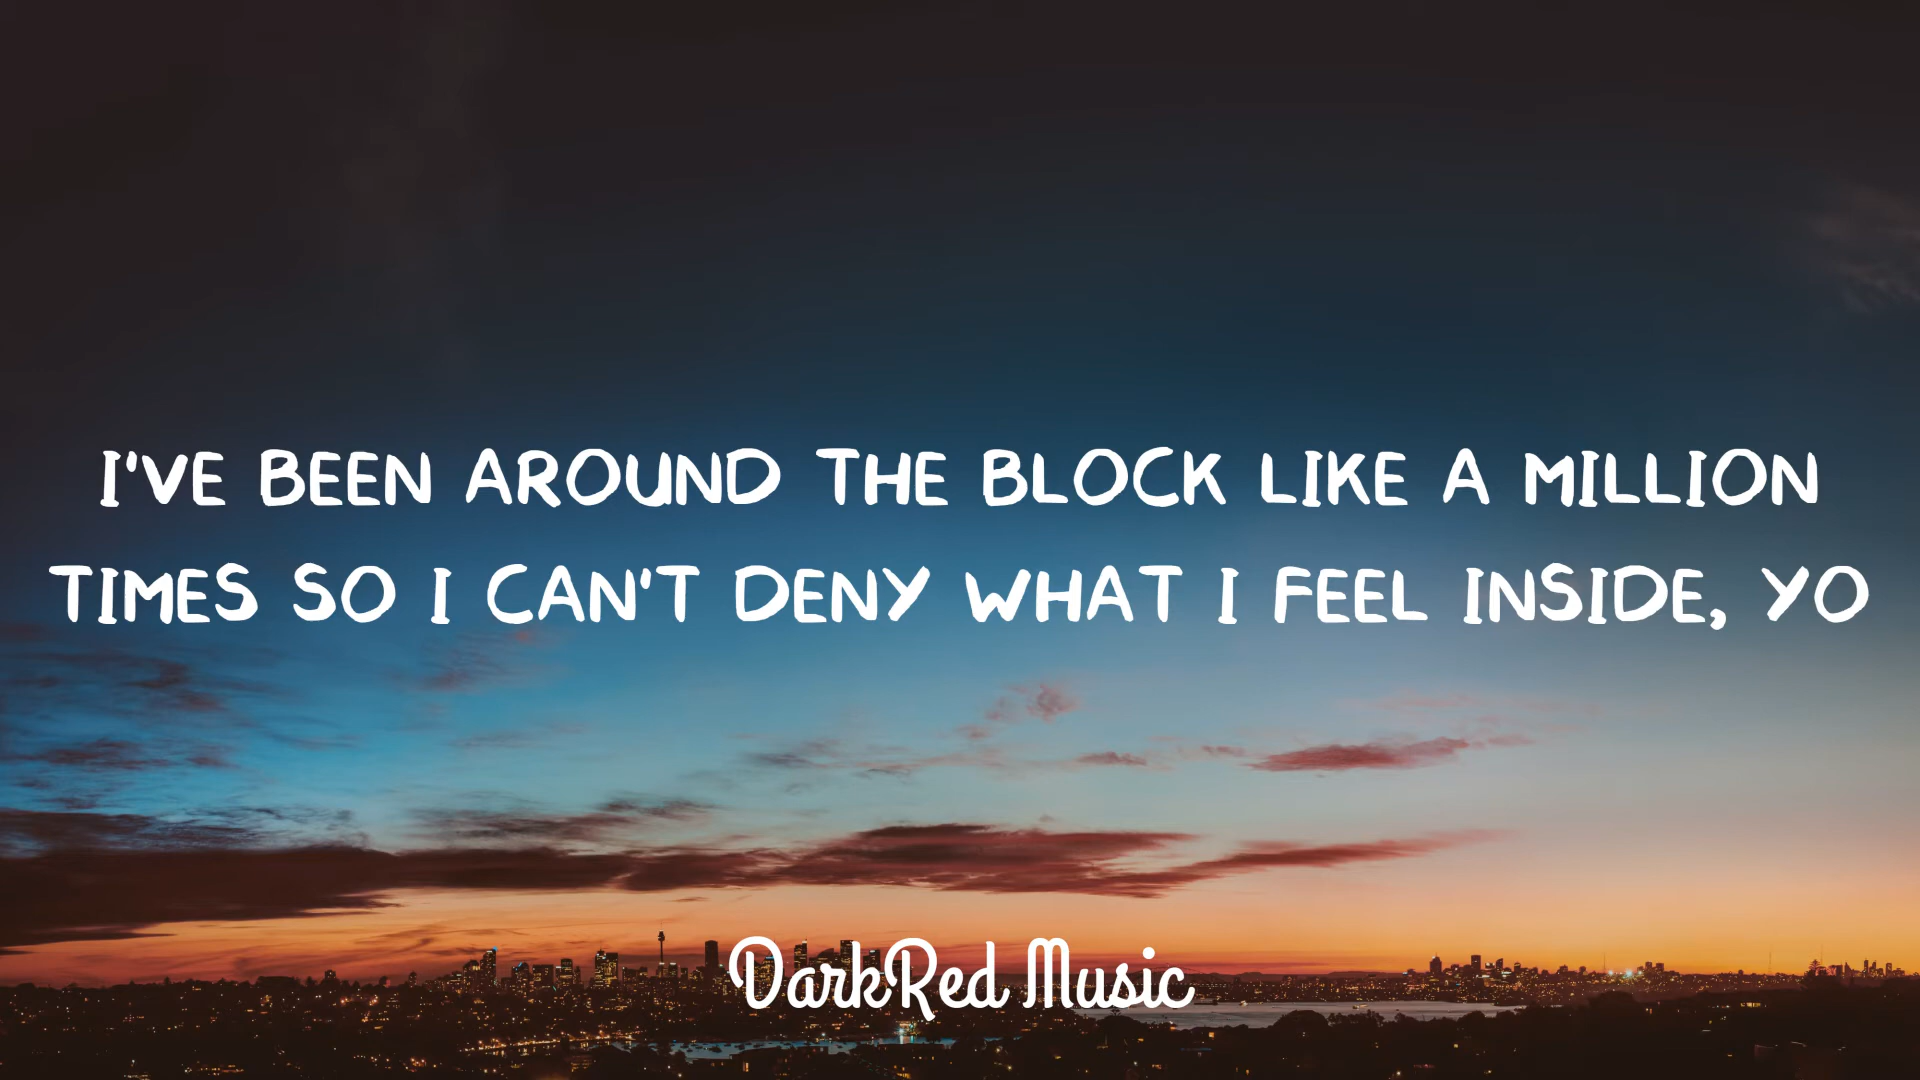 I'VE BEEN AROUND THE BLOCK LIKE A MILLION
TIMES SO I CAN'T DENY WHAT I FEEL INSIDE, YO
DarkRed Music